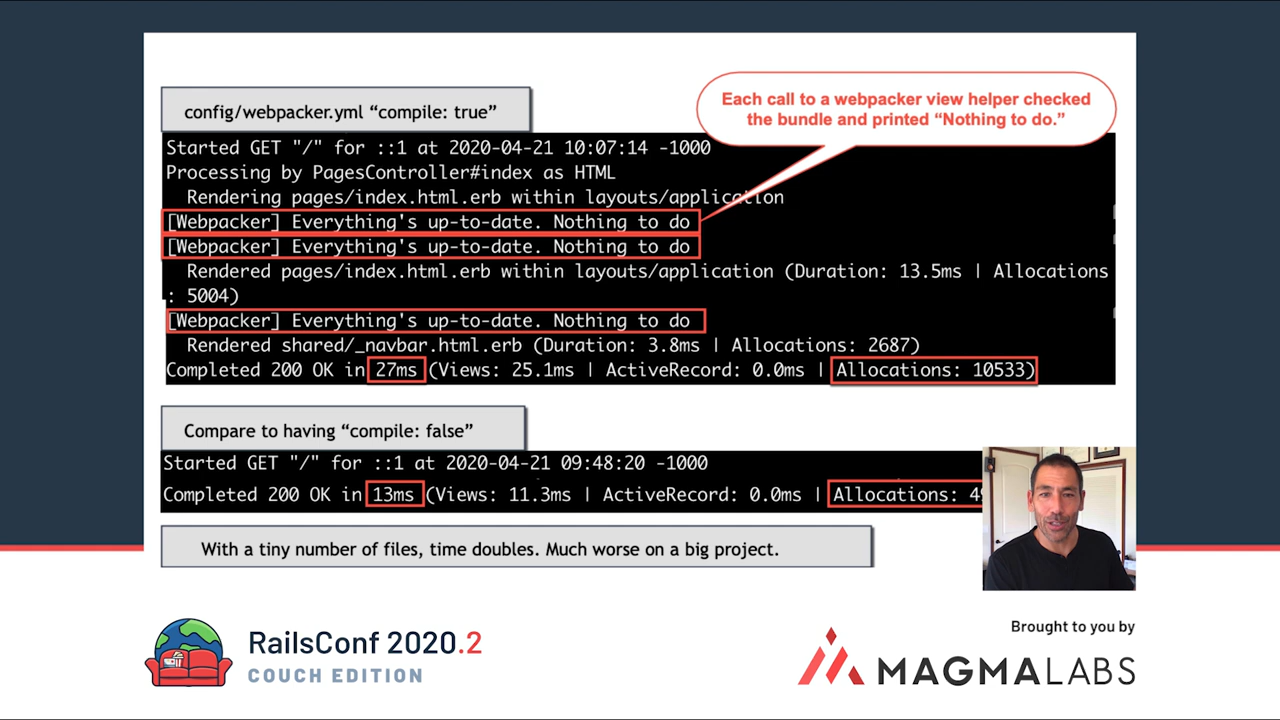 config/webpacker.yml “compile: true”
Each call to a webpacker view helper checked
the bundle and printed “Nothing to do.”
Started GET "/" for ::1 at 2020-04-21 10:07:14 -1000
Processing by PagesController#index as HTML
Rendering pages/index.html.erb within layouts/application
[Webpacker] Everything's up-to-date. Nothing to do
[Webpacker] Everything's up-to-date. Nothing to do
Rendered pages/index.html.erb within layouts/application (Duration: 13.5ms | Allocations
: 5004)
[Webpacker] Everything's up-to-date. Nothing to do
Rendered shared/_navbar.html.erb (Duration: 3.8ms | Allocations: 2687)
Completed 200 OK in 27ms (Views: 25.1ms | ActiveRecord: 0.0ms | Allocations: 10533)
Compare to having “compile: false”
Started GET "/" for ::1 at 2020-04-21 09:48:20 -1000
Completed 200 OK in 13ms (Views: 11.3ms | ActiveRecord: 0.0ms | Allocations:
With a tiny number of files, time doubles. Much worse on a big project.
RailsConf 2020.2
COUCH EDITION
Brought to you by
MAGMALABS